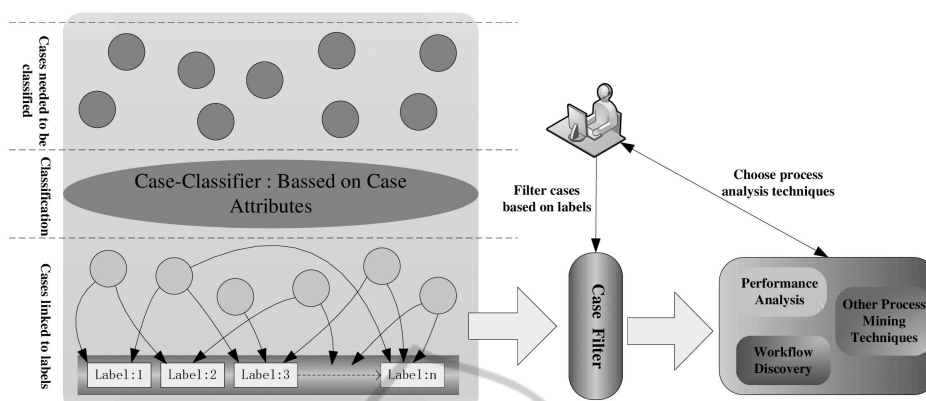 Cases needed to be
classified
Classification
Case-Classifier : Bassed on Case
Attributes
Cases linked to labels
Label:1
Label:2
Label:3
Label:n
Filter cases
based on labels
Choose process
analysis techniques
Case Filter
Performance
Analysis
Other Process
Mining
Techniques
Workflow
Discovery